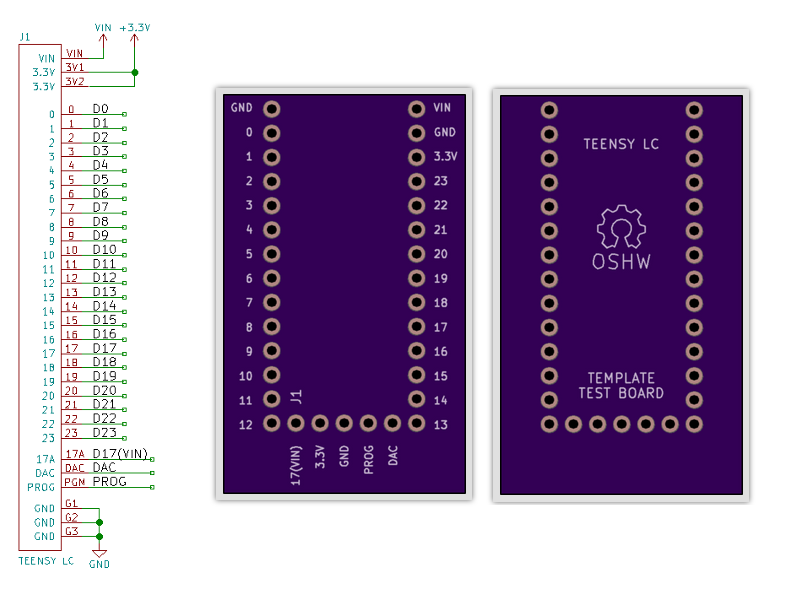 VIN +3.3V
J1
VIN VIN
3.3V 3V1
3.3V 3V2
0 0 D0
1 1 D1
2 2 D2
3 3 D3
4 4 D4
5 5 D5
6 6 D6
7 7 D7
8 8 D8
9 9 D9
10 10 D10
11 11 D11
12 12 D12
13 13 D13
14 14 D14
15 15 D15
16 16 D16
17 17 D17
18 18 D18
19 19 D19
20 20 D20
21 21 D21
22 22 D22
23 23 D23
17A 17A D17(VIN)
DAC DAC DAC
PROG PGM PROG
GND G1
GND G2
GND G3
TEENSY LC GND
GND VIN
0 GND
1 3.3V
2 23
3 22
4 21
5 20
6 19
7 18
8 17
9 16
10 15
11 J1 14
12 13
17(VIN) 3.3V GND PROG DAC
TEENSY LC
OSHW
TEMPLATE
TEST BOARD